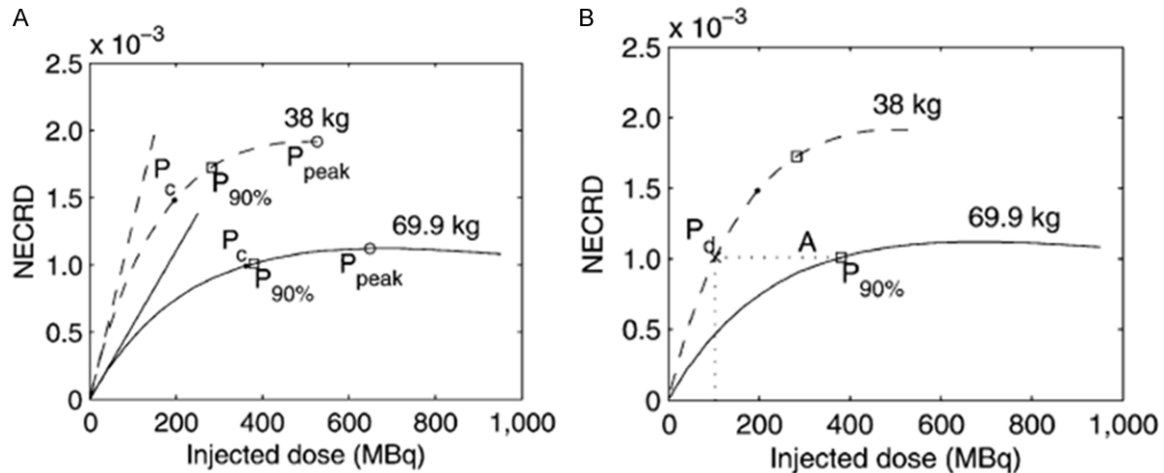 A
x 10⁻³
2.5
2.0
1.5
1.0
0.5
0
NECRD
38 kg
P_c
P_90%
P_peak
69.9 kg
P_c
P_90%
P_peak
0
200
400
600
800
1,000
Injected dose (MBq)
B
x 10⁻³
2.5
2.0
1.5
1.0
0.5
0
NECRD
38 kg
P_d
A
69.9 kg
P_90%
0
200
400
600
800
1,000
Injected dose (MBq)